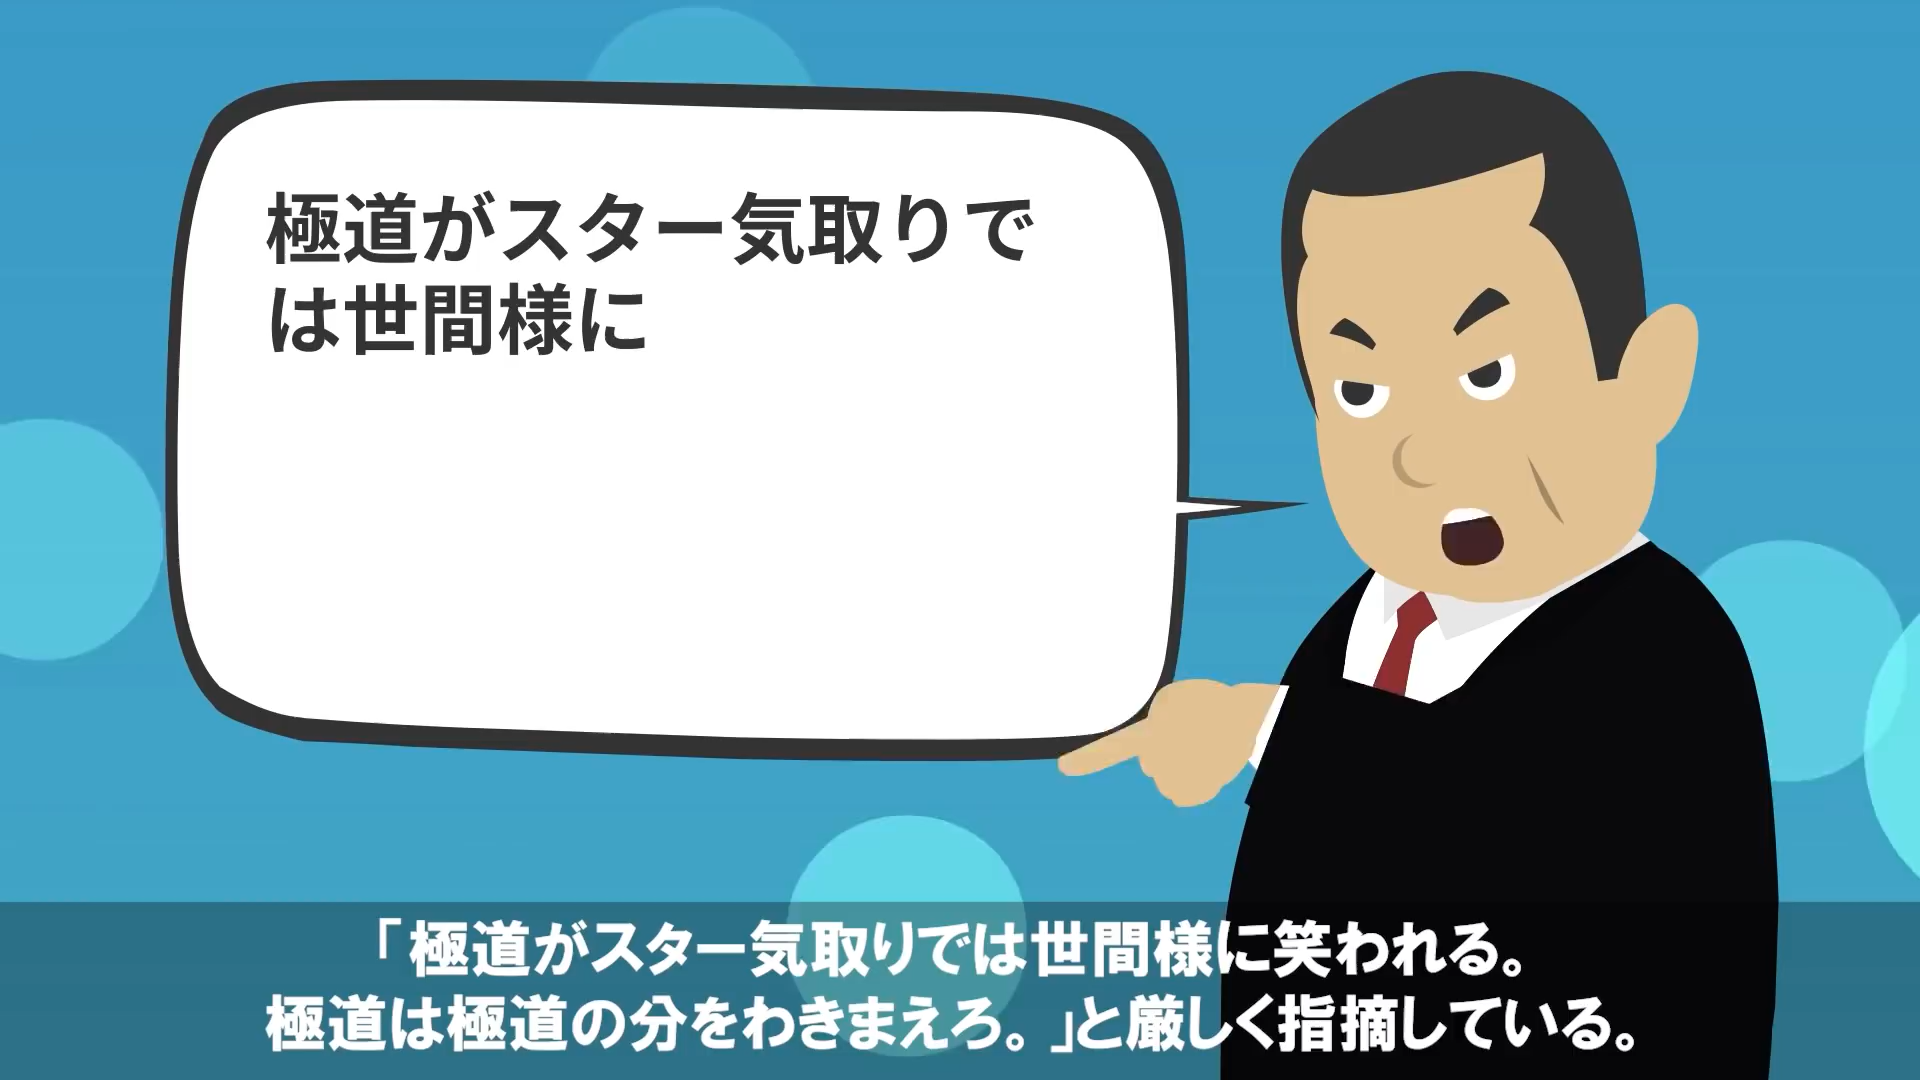 極道がスター気取りで
は世間様に
「極道がスター気取りでは世間様に笑われる。
極道は極道の分をわきまえろ。」と厳しく指摘している。